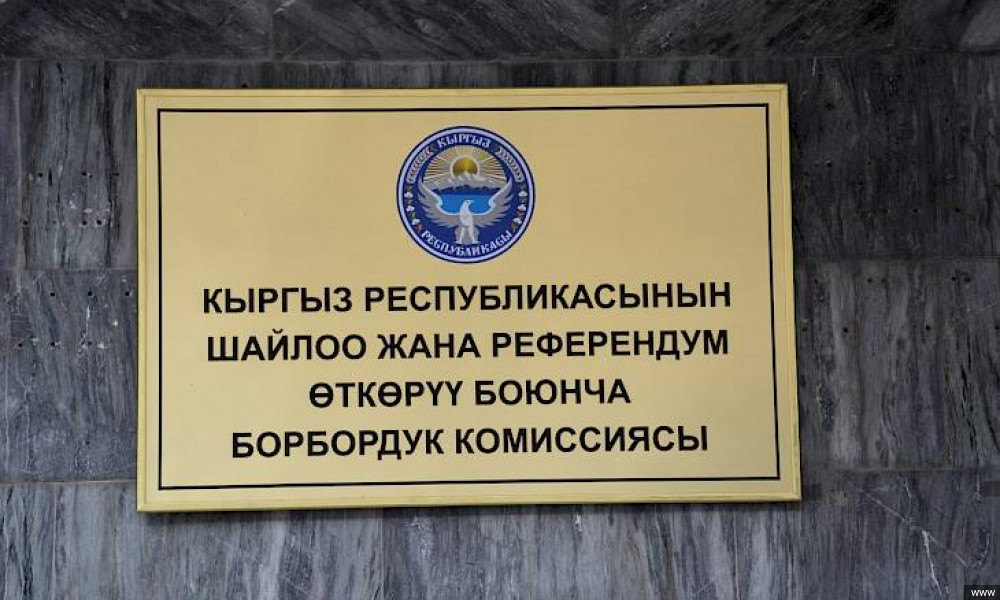 КЫРГЫЗ
РЕСПУБЛИКАСЫ
КЫРГЫЗ РЕСПУБЛИКАСЫНЫН
ШАЙЛОО ЖАНА РЕФЕРЕНДУМ
ӨТКӨРҮҮ БОЮНЧА
БОРБОРДУК КОМИССИЯСЫ
www